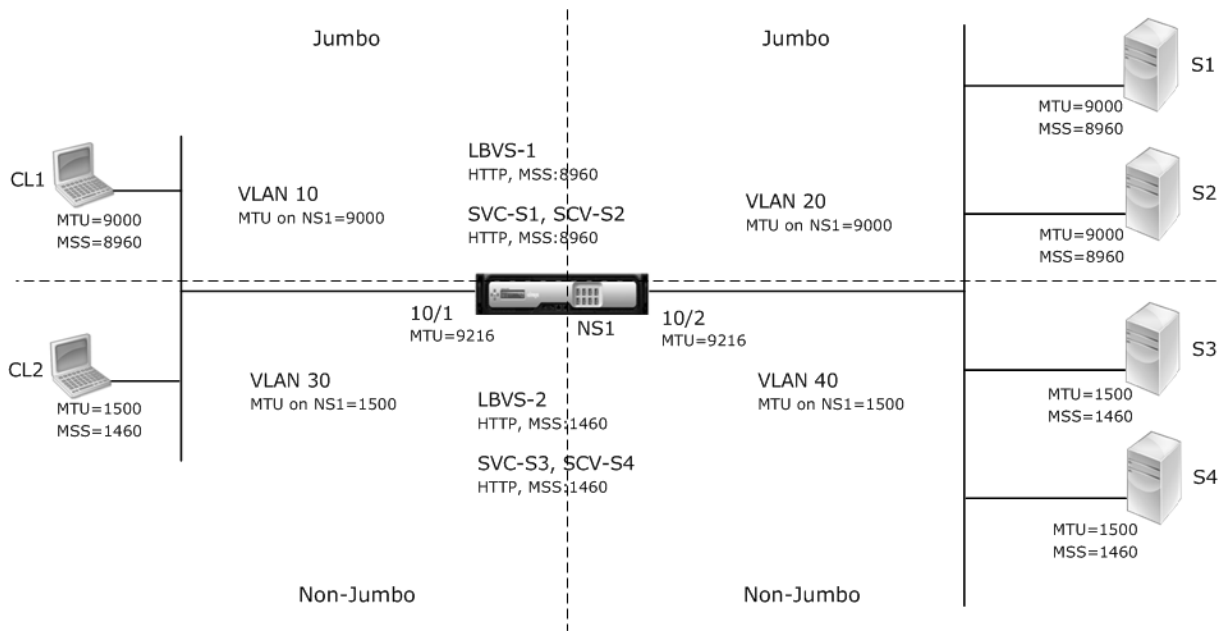 Jumbo
Jumbo
CL1
MTU=9000
MSS=8960
VLAN 10
MTU on NS1=9000
LBVS-1
HTTP, MSS:8960
SVC-S1, SCV-S2
HTTP, MSS:8960
VLAN 20
MTU on NS1=9000
S1
MTU=9000
MSS=8960
S2
MTU=9000
MSS=8960
10/1
MTU=9216
NS1
10/2
MTU=9216
CL2
MTU=1500
MSS=1460
VLAN 30
MTU on NS1=1500
LBVS-2
HTTP, MSS:1460
SVC-S3, SCV-S4
HTTP, MSS:1460
VLAN 40
MTU on NS1=1500
S3
MTU=1500
MSS=1460
S4
MTU=1500
MSS=1460
Non-Jumbo
Non-Jumbo